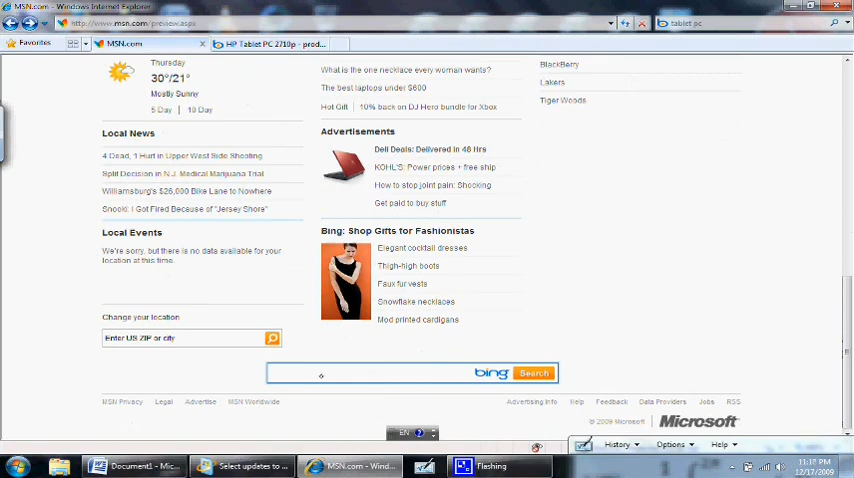 MSN.com - Windows Internet Explorer
http://www.msn.com/preview.aspx
tablet pc
Favorites
MSN.com
HP Tablet PC 2710p - prod...
Thursday
30°/21°
Mostly Sunny
5 Day | 10 Day
Local News
4 Dead, 1 Hurt in Upper West Side Shooting
Split Decision in N.J. Medical Marijuana Trial
Williamsburg's $26,000 Bike Lane to Nowhere
Snooki: I Got Fired Because of "Jersey Shore"
Local Events
We're sorry, but there is no data available for your
location at this time.
Change your location
Enter US ZIP or city
What is the one necklace every woman wants?
The best laptops under $600
Hot Gift | 10% back on DJ Hero bundle for Xbox
Advertisements
Dell Deals: Delivered in 48 Hrs
KOHL'S: Power prices + free ship
How to stop joint pain: Shocking
Get paid to buy stuff
Bing: Shop Gifts for Fashionistas
Elegant cocktail dresses
Thigh-high boots
Faux fur vests
Snowflake necklaces
Mod printed cardigans
BlackBerry
Lakers
Tiger Woods
bing Search
MSN Privacy Legal Advertise MSN Worldwide
Advertising Info Help Feedback Data Providers Jobs RSS
© 2009 Microsoft Microsoft
EN
History Options Help
Document1 - Mic...
Select updates to ...
MSN.com - Wind...
Flashing
11:18 PM
12/17/2009